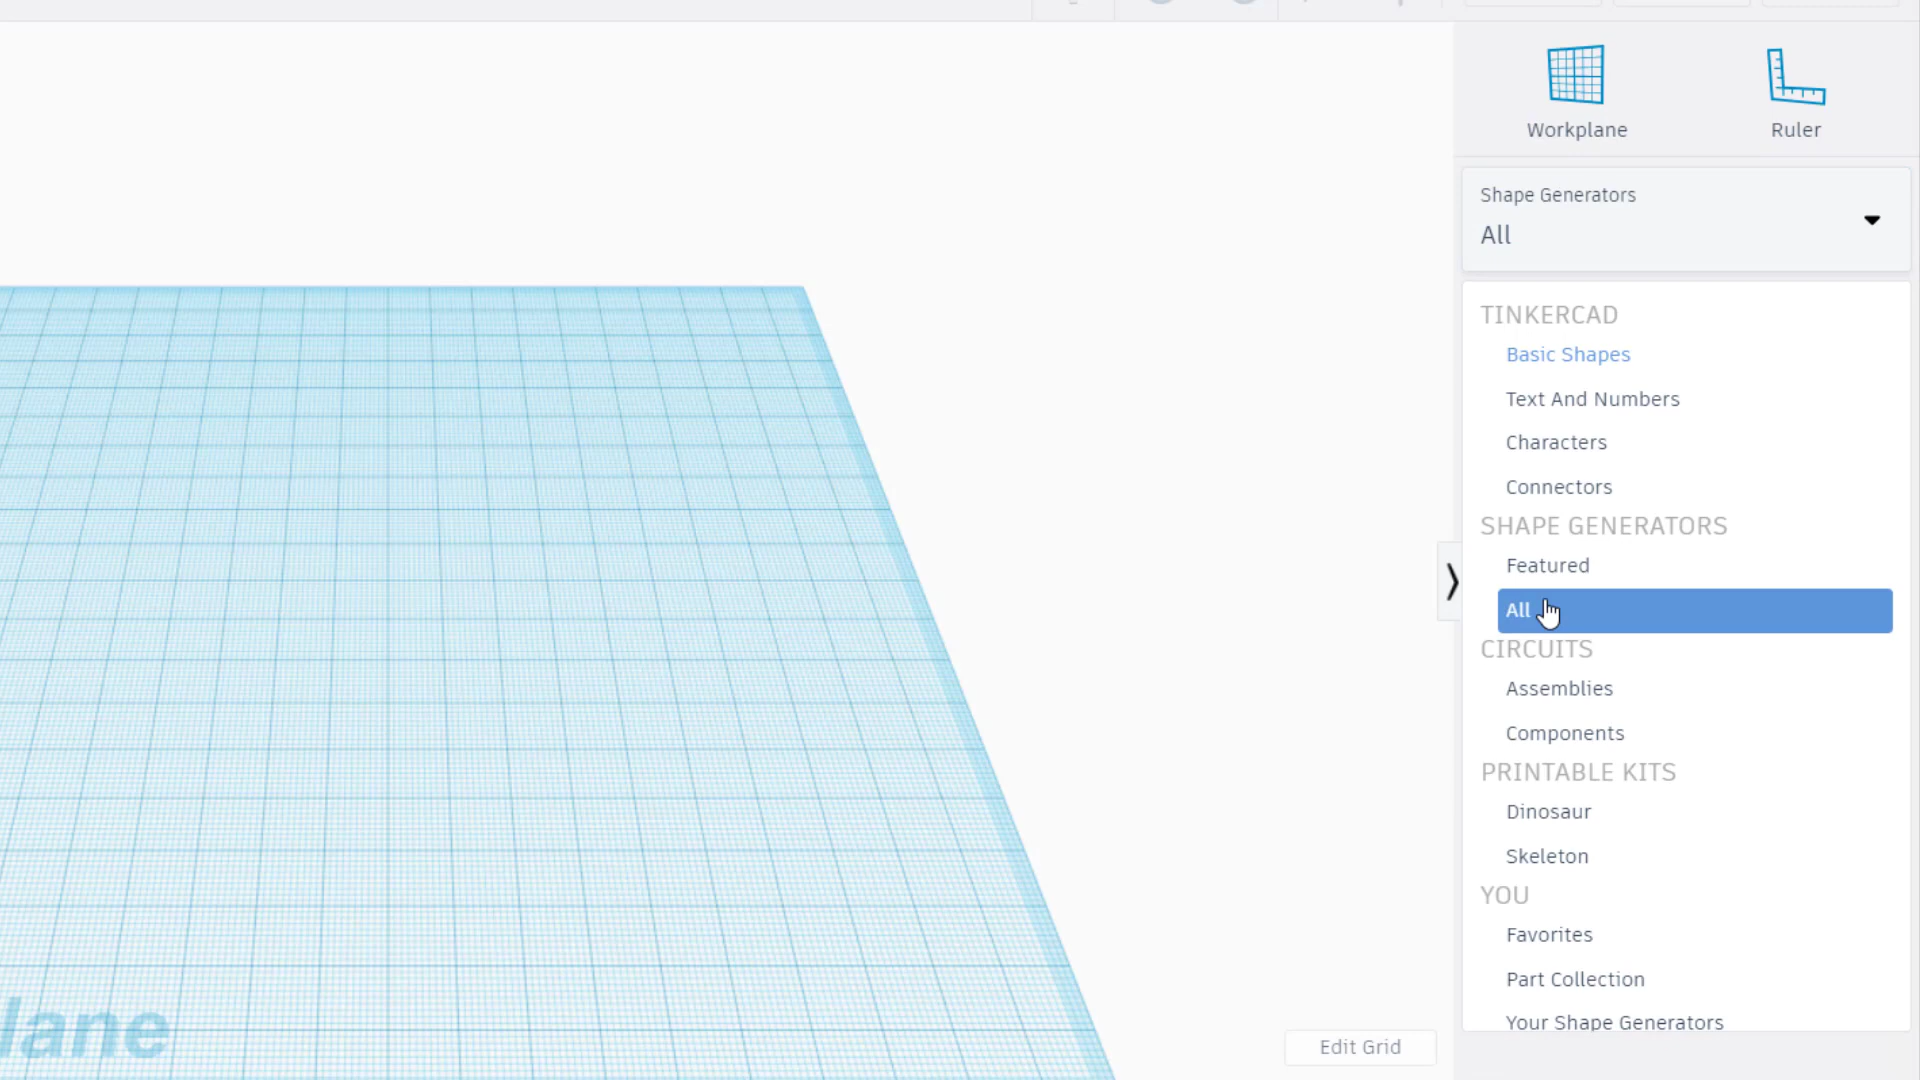 Workplane
Ruler
Shape Generators
All
TINKERCAD
Basic Shapes
Text And Numbers
Characters
Connectors
SHAPE GENERATORS
Featured
All
CIRCUITS
Assemblies
Components
PRINTABLE KITS
Dinosaur
Skeleton
YOU
Favorites
Part Collection
Your Shape Generators
lane
Edit Grid